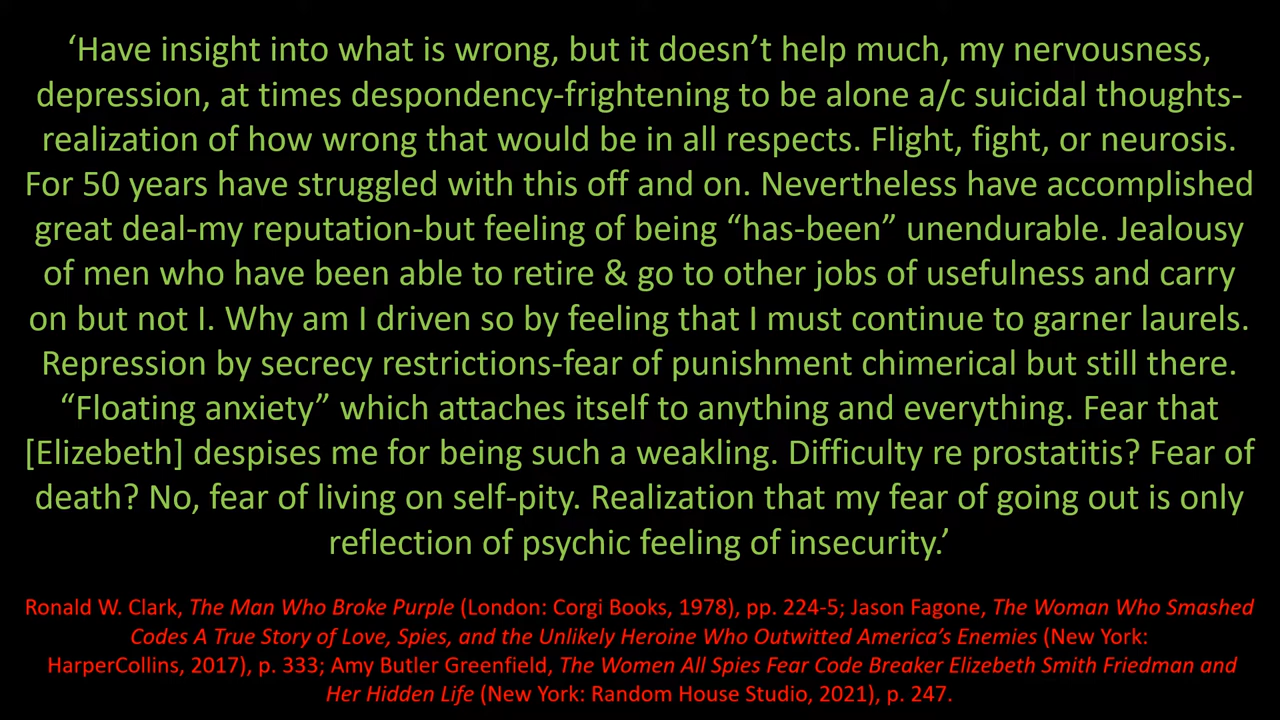 ‘Have insight into what is wrong, but it doesn’t help much, my nervousness,
depression, at times despondency-frightening to be alone a/c suicidal thoughts-
realization of how wrong that would be in all respects. Flight, fight, or neurosis.
For 50 years have struggled with this off and on. Nevertheless have accomplished
great deal-my reputation-but feeling of being “has-been” unendurable. Jealousy
of men who have been able to retire & go to other jobs of usefulness and carry
on but not I. Why am I driven so by feeling that I must continue to garner laurels.
Repression by secrecy restrictions-fear of punishment chimerical but still there.
“Floating anxiety” which attaches itself to anything and everything. Fear that
[Elizebeth] despises me for being such a weakling. Difficulty re prostatitis? Fear of
death? No, fear of living on self-pity. Realization that my fear of going out is only
reflection of psychic feeling of insecurity.’
Ronald W. Clark, The Man Who Broke Purple (London: Corgi Books, 1978), pp. 224-5; Jason Fagone, The Woman Who Smashed
Codes A True Story of Love, Spies, and the Unlikely Heroine Who Outwitted America’s Enemies (New York:
HarperCollins, 2017), p. 333; Amy Butler Greenfield, The Women All Spies Fear Code Breaker Elizebeth Smith Friedman and
Her Hidden Life (New York: Random House Studio, 2021), p. 247.